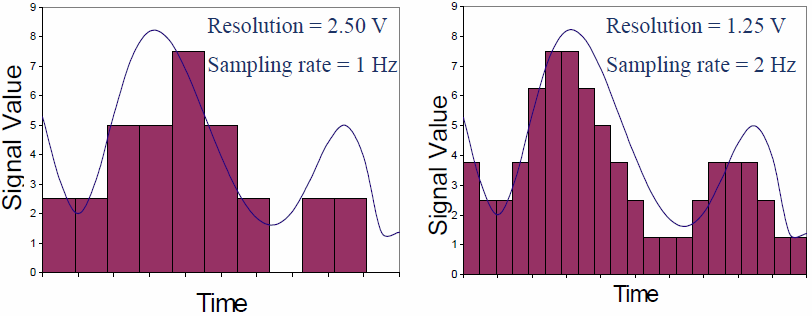 Resolution = 2.50 V
Sampling rate = 1 Hz
Signal Value
9
8
7
6
5
4
3
2
1
0
Time
Resolution = 1.25 V
Sampling rate = 2 Hz
Signal Value
9
8
7
6
5
4
3
2
1
0
Time